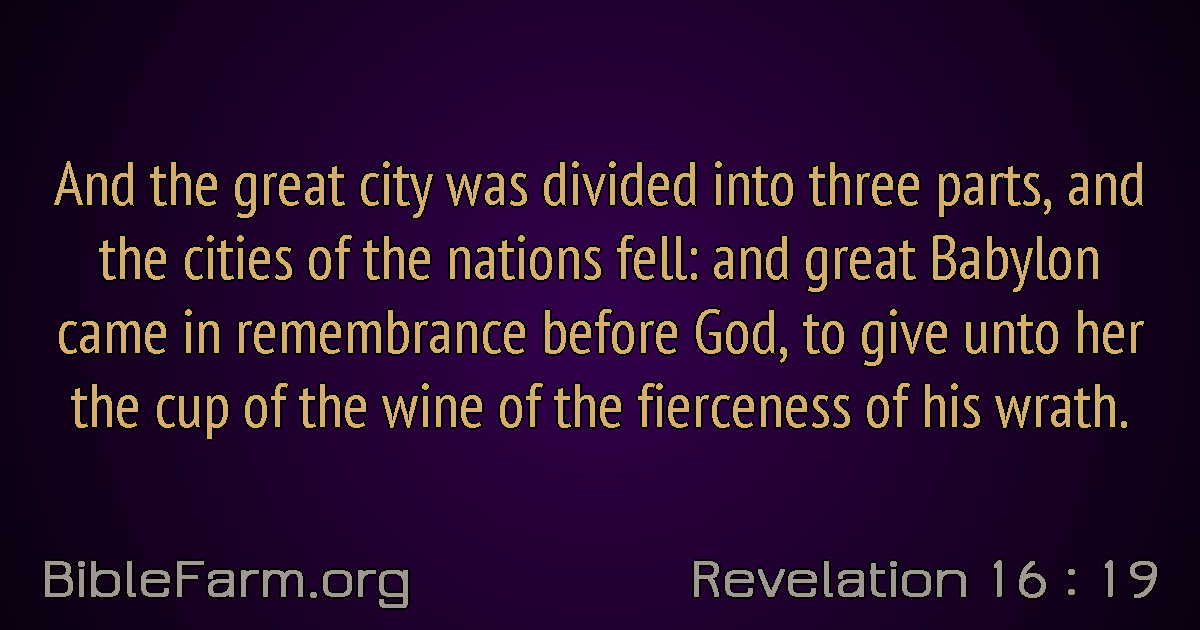 And the great city was divided into three parts, and
the cities of the nations fell: and great Babylon
came in remembrance before God, to give unto her
the cup of the wine of the fierceness of his wrath.
BibleFarm.org
Revelation 16 : 19